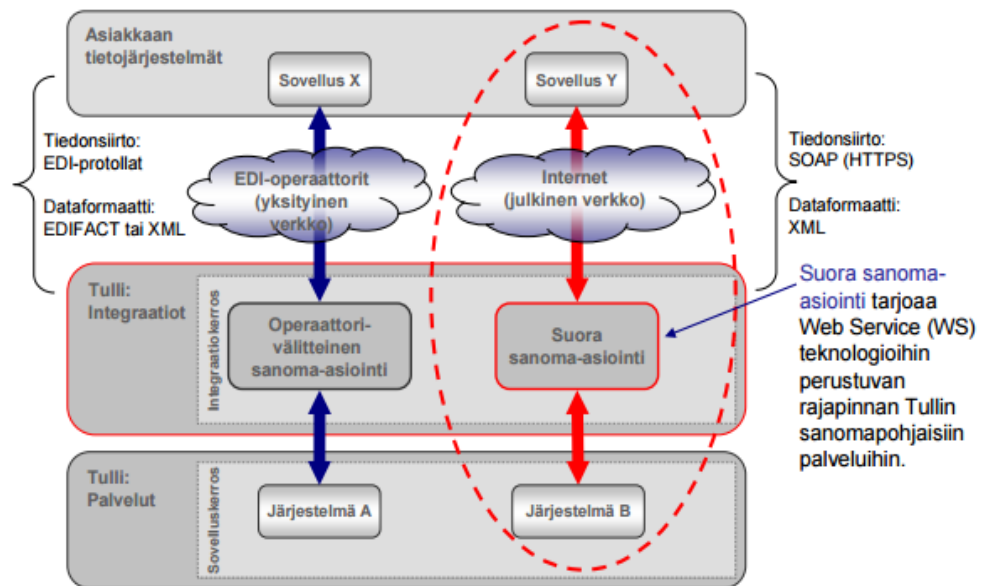 Asiakkaan
tietojärjestelmät
Sovellus X
Sovellus Y
Tiedonsiirto:
EDI-protollat
Dataformaatti:
EDIFACT tai XML
EDI-operaattorit
(yksityinen
verkko)
Internet
(julkinen verkko)
Tiedonsiirto:
SOAP (HTTPS)
Dataformaatti:
XML
Tulli:
Integraatiot
Integraatiokerros
Operaattori-
välitteinen
sanoma-asiointi
Suora
sanoma-asiointi
Suora sanoma-
asiointi tarjoaa
Web Service (WS)
teknologioihin
perustuvan
rajapinnan Tullin
sanomapohjaisiin
palveluihin.
Tulli:
Palvelut
Sovelluskerros
Järjestelmä A
Järjestelmä B